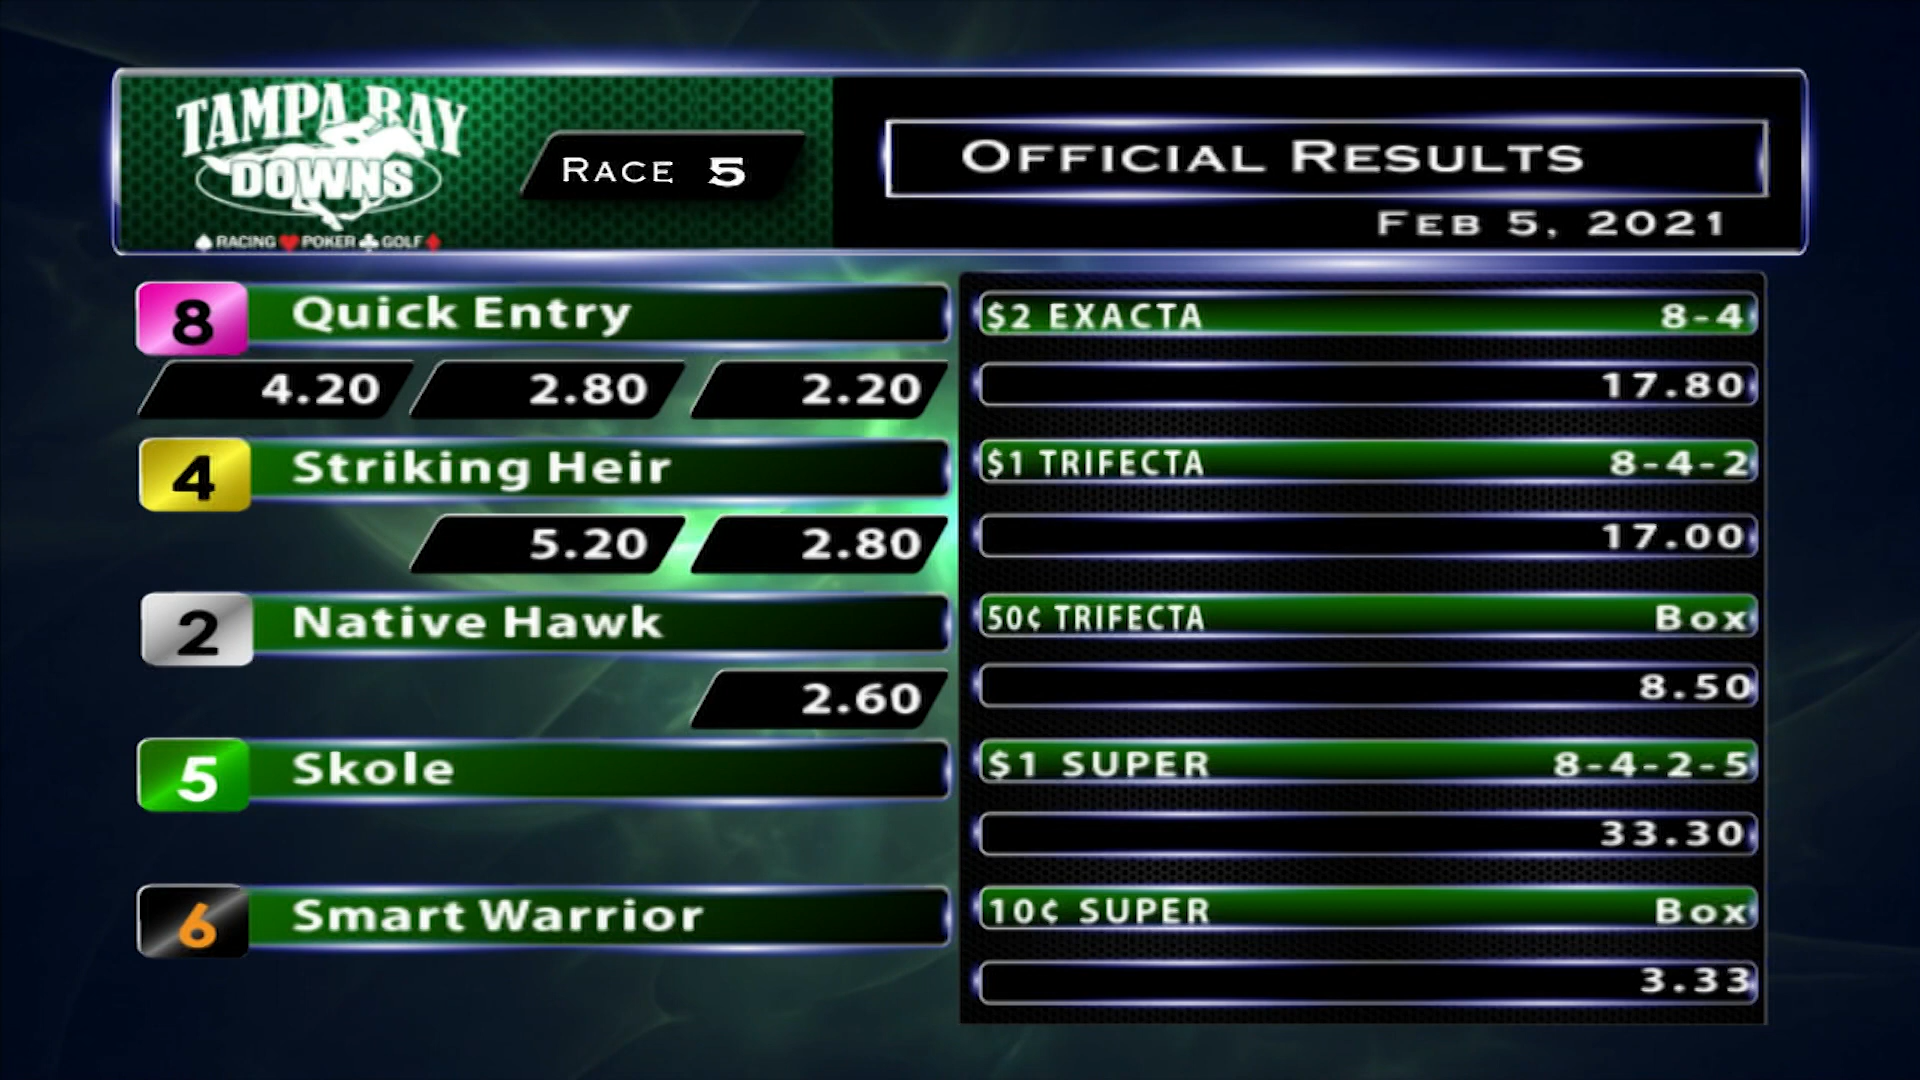 TAMPA BAY
DOWNS
RACING POKER GOLF
RACE 5
OFFICIAL RESULTS
FEB 5, 2021
8 Quick Entry
4.20 2.80 2.20
4 Striking Heir
5.20 2.80
2 Native Hawk
2.60
5 Skole
6 Smart Warrior
$2 EXACTA 8-4
17.80
$1 TRIFECTA 8-4-2
17.00
50¢ TRIFECTA Box
8.50
$1 SUPER 8-4-2-5
33.30
10¢ SUPER Box
3.33